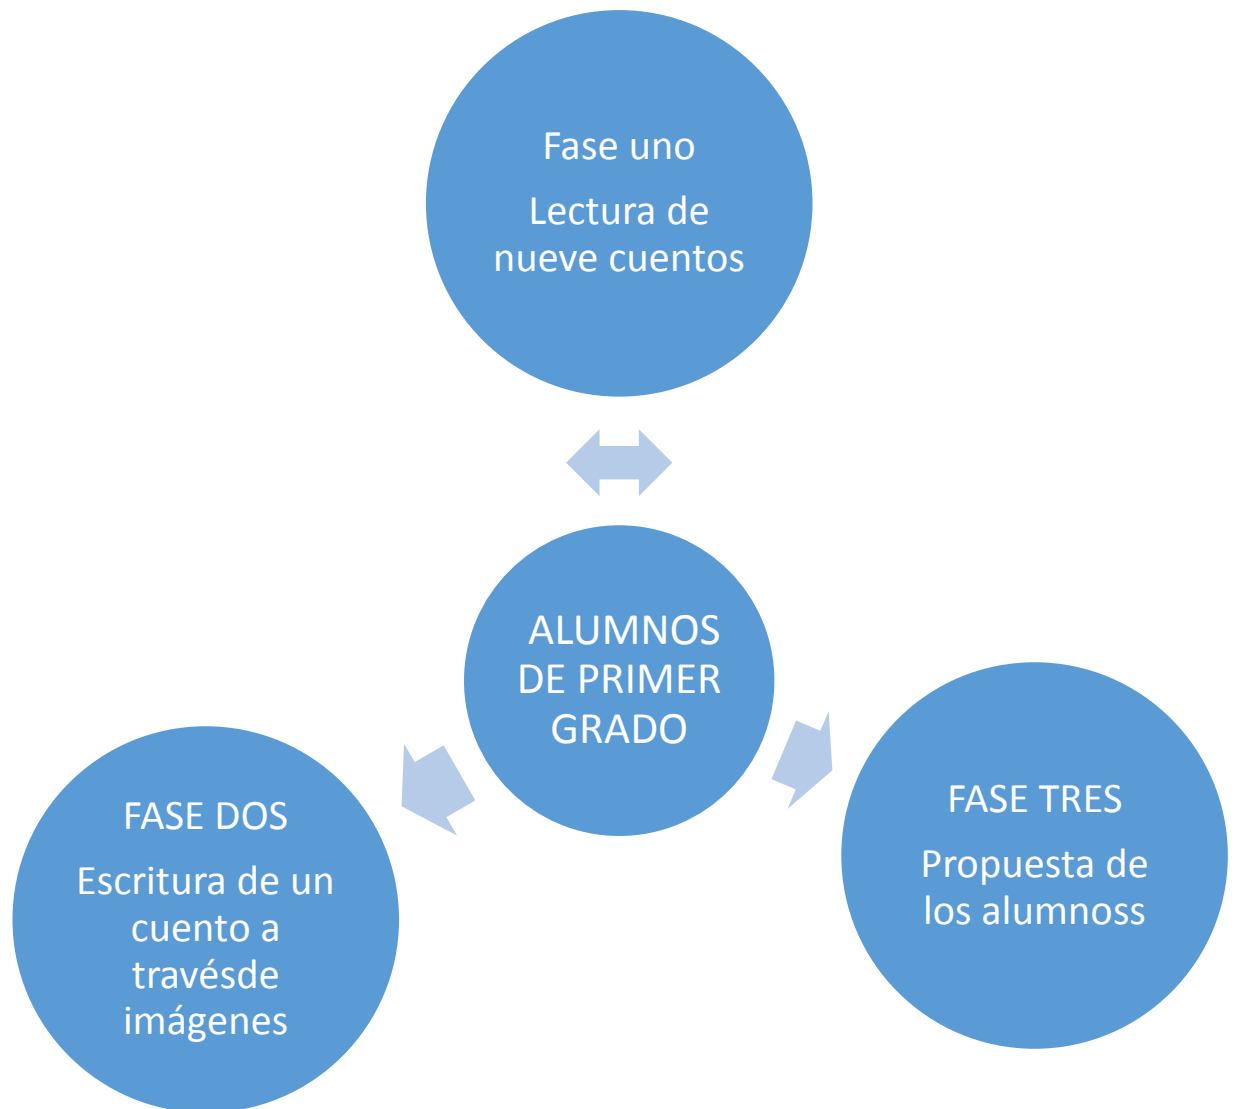 Fase uno
Lectura de
nueve cuentos
ALUMNOS
DE PRIMER
GRADO
FASE DOS
Escritura de un
cuento a
travésde
imágenes
FASE TRES
Propuesta de
los alumnoss